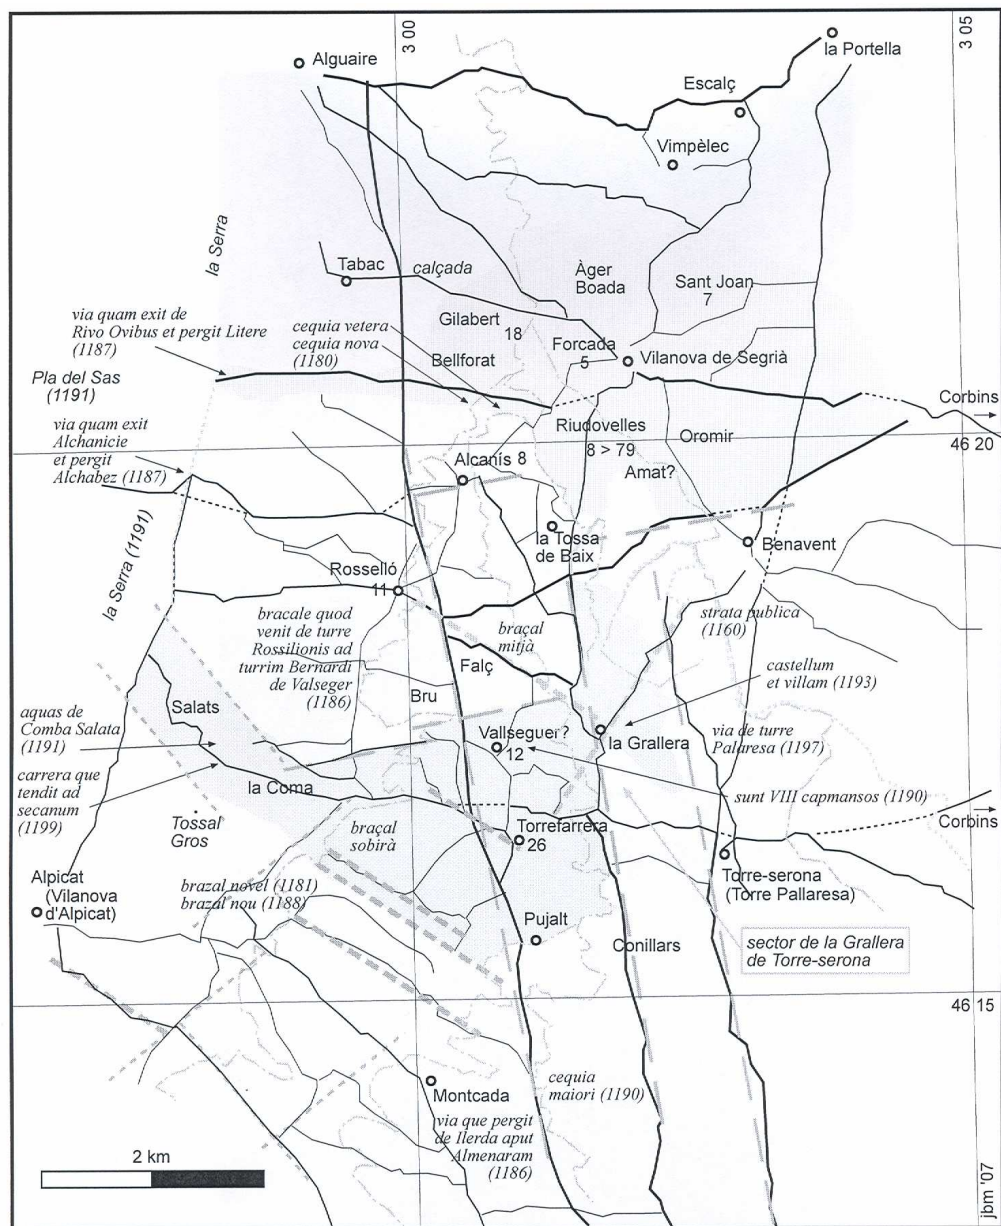 3 00
3 05
la Portella
Alguaire
Escalç
Vimpèlec
la Serra
Tabac
calçada
Àger
Boada
Sant Joan
7
via quam exit de
Rivo Ovibus et pergit Litere
(1187)
cequia vetera
cequia nova
(1180)
Gilabert
18
Bellforat
Forcada
5
Vilanova de Segrià
Pla del Sas
(1191)
Corbins
Riudovelles
8 > 79
Oromir
Amat?
46 20
via quam exit
Alchanicie
et pergit
Alchabez (1187)
Alcanís 8
la Tossa
de Baix
Benavent
la Serra (1191)
Rosselló
11
bracale quod
venit de turre
Rossilionis ad
turrim Bernardi
de Valseger
(1186)
braçal
mitjà
strata publica
(1160)
Falç
castellum
et villam (1193)
Bru
Salats
aquas de
Comba Salata
(1191)
Vallseguer?
12
la Grallera
via de turre
Palaresa (1197)
carrera que
tendit ad
secanum
(1199)
la Coma
sunt VIII capmansos (1190)
Corbins
Tossal
Gros
braçal
sobirà
Torrefarrera
26
Torre-serona
(Torre Pallaresa)
Alpicat
(Vilanova
d'Alpicat)
brazal novel (1181)
brazal nou (1188)
Pujalt
Conillars
sector de la Grallera
de Torre-serona
46 15
Montcada
cequia
maiori (1190)
via que pergit
de Ilerda aput
Almenaram
(1186)
2 km
jbm '07